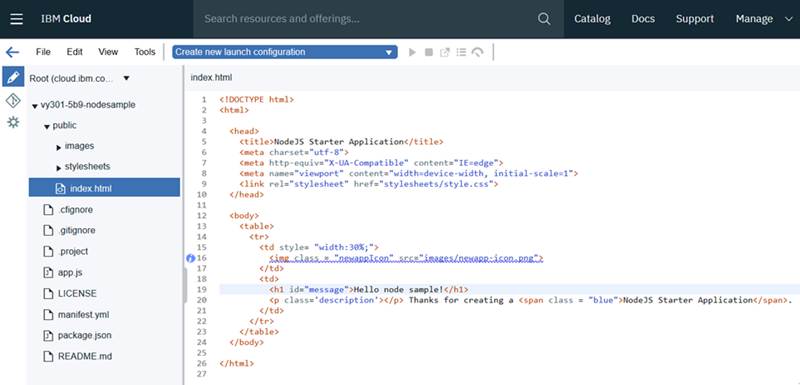 IBM Cloud
Search resources and offerings...
Catalog
Docs
Support
Manage
File
Edit
View
Tools
Create new launch configuration
Root (cloud.ibm.co...
vy301-5b9-nodesample
public
images
stylesheets
index.html
.cfignore
.gitignore
.project
app.js
LICENSE
manifest.yml
package.json
README.md
index.html
1 <!DOCTYPE html>
2 <html>
3
4 <head>
5 <title>NodeJS Starter Application</title>
6 <meta charset="utf-8">
7 <meta http-equiv="X-UA-Compatible" content="IE=edge">
8 <meta name="viewport" content="width=device-width, initial-scale=1">
9 <link rel="stylesheet" href="stylesheets/style.css">
10 </head>
11
12 <body>
13 <table>
14 <tr>
15 <td style= "width:30%;">
16 <img class = "newappIcon" src="images/newapp-icon.png">
17 </td>
18 <td>
19 <h1 id="message">Hello node sample!</h1>
20 <p class='description'></p> Thanks for creating a <span class = "blue">NodeJS Starter Application</span>.
21 </td>
22 </tr>
23 </table>
24 </body>
25
26 </html>
27